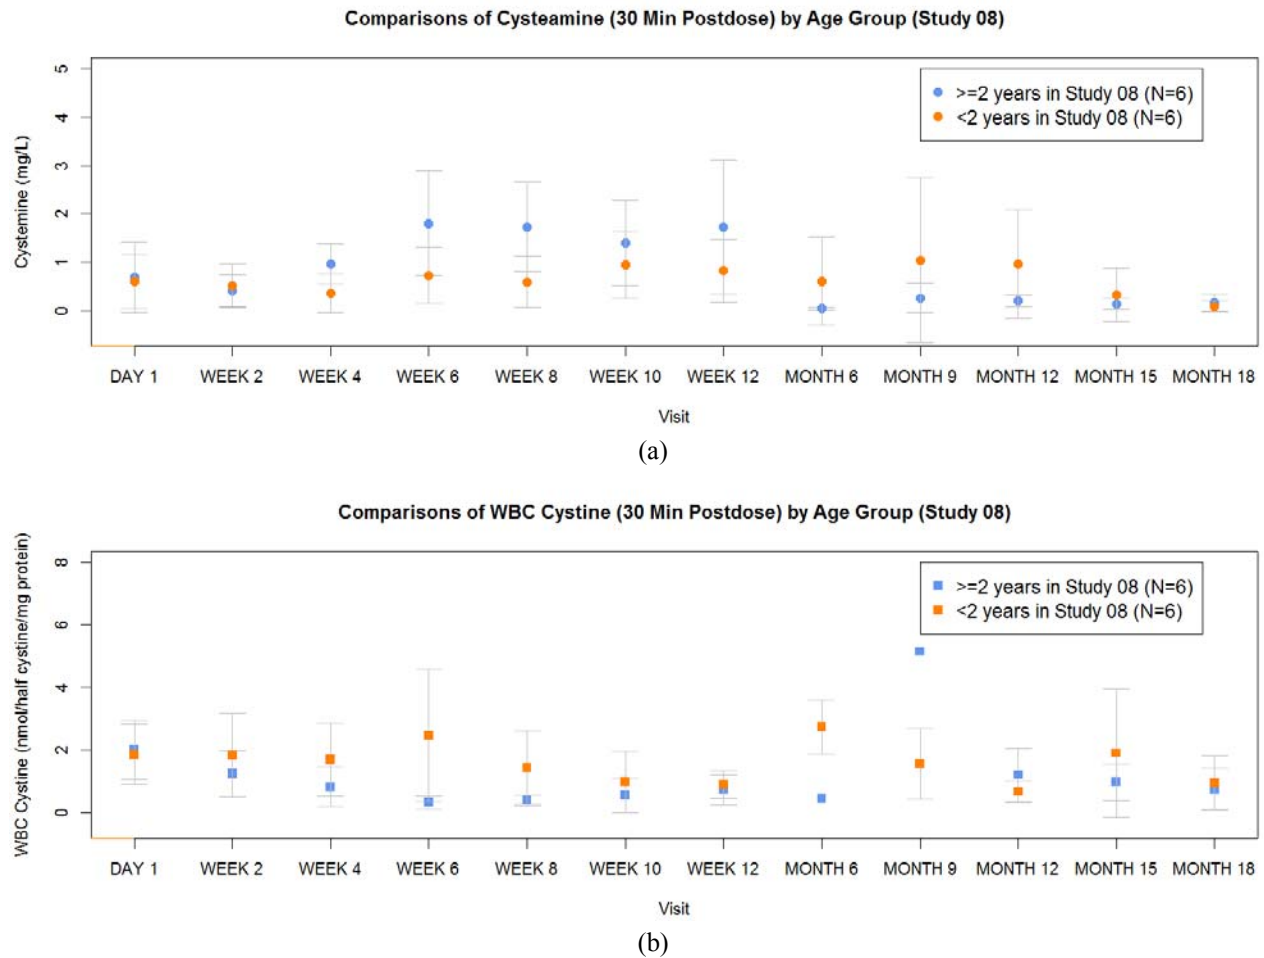 Comparisons of Cysteamine (30 Min Postdose) by Age Group (Study 08)
Cystemine (mg/L)
5
4
3
2
1
0
>=2 years in Study 08 (N=6)
<2 years in Study 08 (N=6)
DAY 1 WEEK 2 WEEK 4 WEEK 6 WEEK 8 WEEK 10 WEEK 12 MONTH 6 MONTH 9 MONTH 12 MONTH 15 MONTH 18
Visit
(a)
Comparisons of WBC Cystine (30 Min Postdose) by Age Group (Study 08)
WBC Cystine (nmol/half cystine/mg protein)
8
6
4
2
0
>=2 years in Study 08 (N=6)
<2 years in Study 08 (N=6)
DAY 1 WEEK 2 WEEK 4 WEEK 6 WEEK 8 WEEK 10 WEEK 12 MONTH 6 MONTH 9 MONTH 12 MONTH 15 MONTH 18
Visit
(b)